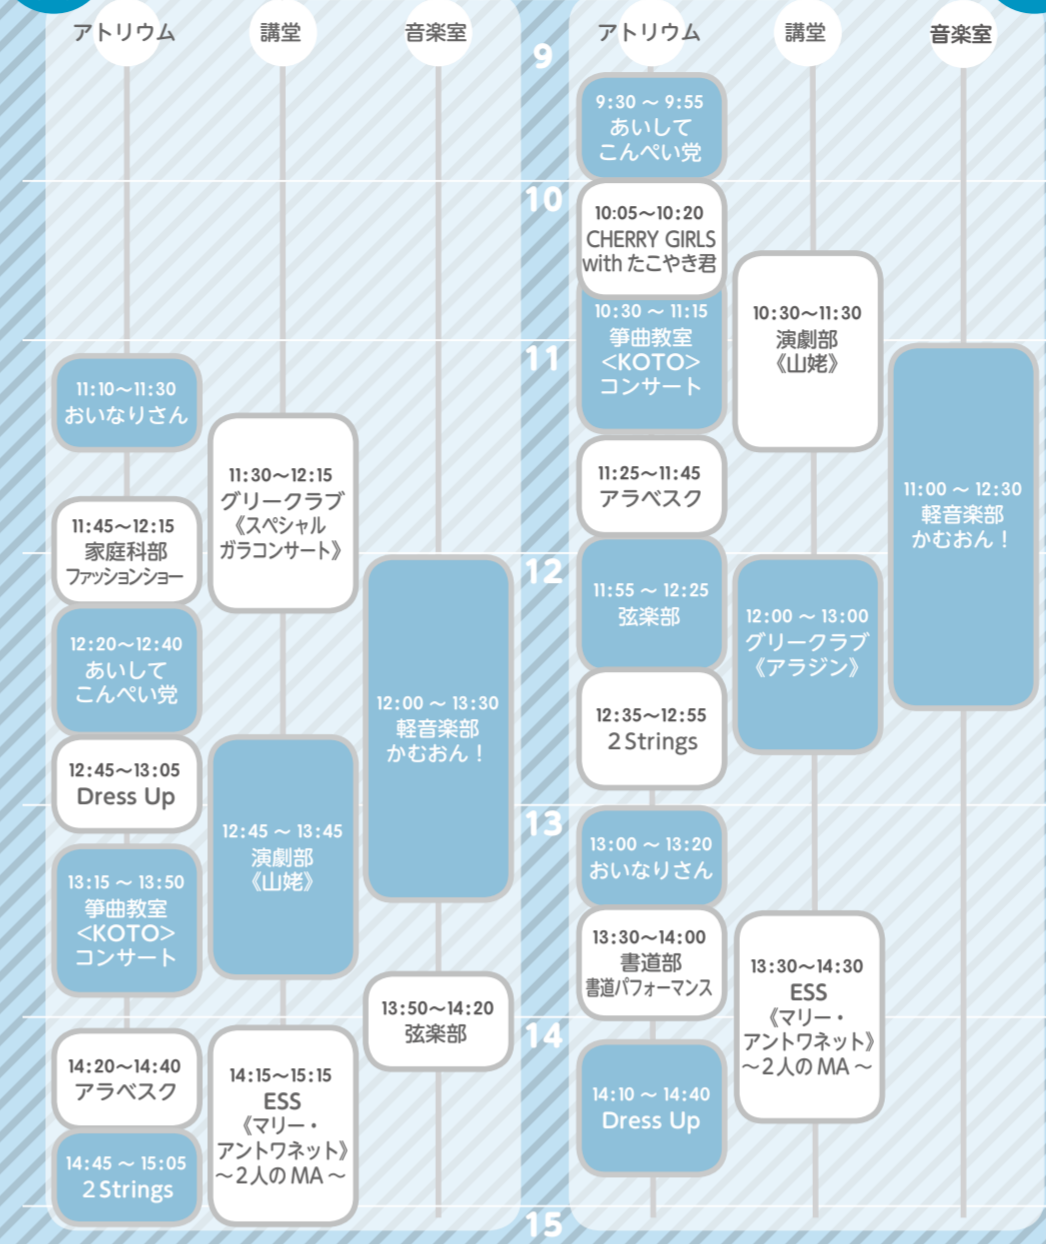 アトリウム
講堂
音楽室
11:10～11:30
おいなりさん
11:45～12:15
家庭科部
ファッションショー
12:20～12:40
あいして
こんぺい党
12:45～13:05
Dress Up
13:15 ～ 13:50
箏曲教室
<KOTO>
コンサート
14:20～14:40
アラベスク
14:45 ～ 15:05
2 Strings
11:30～12:15
グリークラブ
《スペシャル
ガラコンサート》
12:45 ～ 13:45
演劇部
《山姥》
14:15～15:15
ESS
《マリー・
アントワネット》
～2人の MA ～
12:00 ～ 13:30
軽音楽部
かむおん！
13:50～14:20
弦楽部
9
10
11
12
13
14
15
アトリウム
講堂
音楽室
9:30 ～ 9:55
あいして
こんぺい党
10:05～10:20
CHERRY GIRLS
with たこやき君
10:30 ～ 11:15
箏曲教室
<KOTO>
コンサート
11:25～11:45
アラベスク
11:55 ～ 12:25
弦楽部
12:35～12:55
2 Strings
13:00 ～ 13:20
おいなりさん
13:30～14:00
書道部
書道パフォーマンス
14:10 ～ 14:40
Dress Up
10:30～11:30
演劇部
《山姥》
12:00 ～ 13:00
グリークラブ
《アラジン》
13:30～14:30
ESS
《マリー・
アントワネット》
～2人の MA ～
11:00 ～ 12:30
軽音楽部
かむおん！